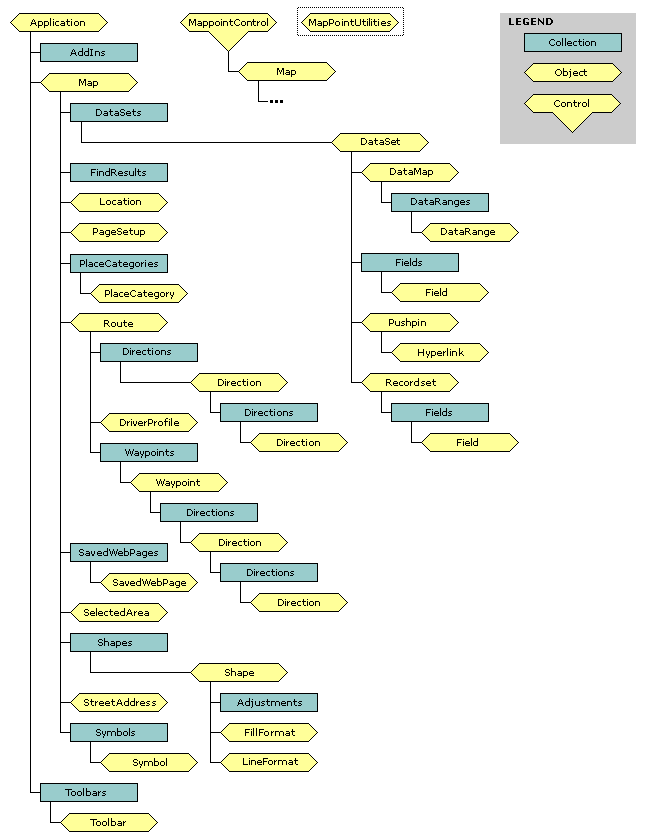 Application
MappointControl
MapPointUtilities
LEGEND
Collection
Object
Control
AddIns
Map
Map
...
DataSets
DataSet
DataMap
DataRanges
DataRange
FindResults
Location
PageSetup
PlaceCategories
PlaceCategory
Fields
Field
Route
Pushpin
Directions
Hyperlink
Direction
Recordset
Directions
Fields
DriverProfile
Direction
Field
Waypoints
Waypoint
Directions
Direction
SavedWebPages
Directions
SavedWebPage
Direction
SelectedArea
Shapes
Shape
StreetAddress
Adjustments
Symbols
FillFormat
Symbol
LineFormat
Toolbars
Toolbar